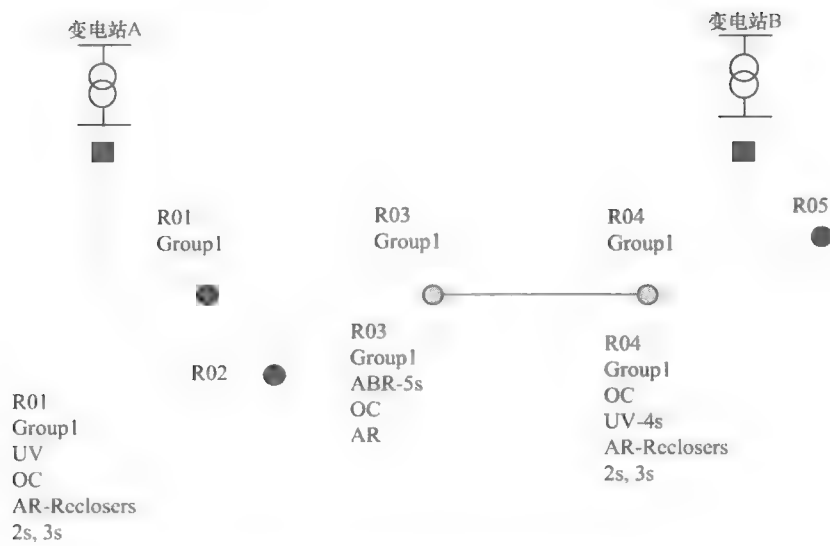 变电站A
变电站B
R01
Group1
R03
Group1
R04
Group1
R05
R02
R03
Group1
ABR-5s
OC
AR
R04
Group1
OC
UV-4s
AR-Reclosers
2s, 3s
R01
Group1
UV
OC
AR-Reclosers
2s, 3s